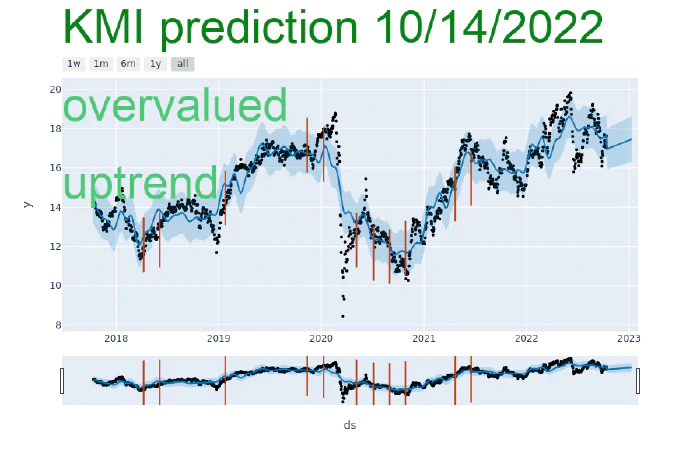 KMI prediction 10/14/2022
1w 1m 6m 1y all
overvalued
uptrend
20
18
16
14
12
10
8
y
2018 2019 2020 2021 2022 2023
ds